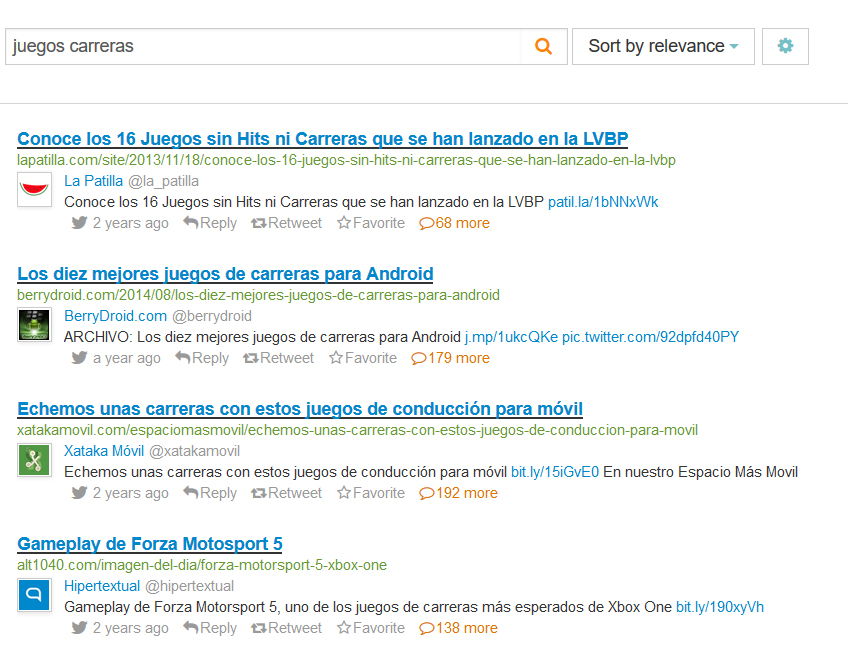 juegos carreras
Sort by relevance
Conoce los 16 Juegos sin Hits ni Carreras que se han lanzado en la LVBP
lapatilla.com/site/2013/11/18/conoce-los-16-juegos-sin-hits-ni-carreras-que-se-han-lanzado-en-la-lvbp
La Patilla @la_patilla
Conoce los 16 Juegos sin Hits ni Carreras que se han lanzado en la LVBP patil.la/1bNNxWk
2 years ago Reply Retweet Favorite 68 more
Los diez mejores juegos de carreras para Android
berrydroid.com/2014/08/los-diez-mejores-juegos-de-carreras-para-android
BerryDroid.com @berrydroid
ARCHIVO: Los diez mejores juegos de carreras para Android j.mp/1ukcQKe pic.twitter.com/92dpfd40PY
a year ago Reply Retweet Favorite 179 more
Echemos unas carreras con estos juegos de conducción para móvil
xatakamovil.com/espaciomasmovil/echemos-unas-carreras-con-estos-juegos-de-conduccion-para-movil
Xataka Móvil @xatakamovil
Echemos unas carreras con estos juegos de conducción para móvil bit.ly/15iGvE0 En nuestro Espacio Más Movil
2 years ago Reply Retweet Favorite 192 more
Gameplay de Forza Motosport 5
alt1040.com/imagen-del-dia/forza-motorsport-5-xbox-one
Hipertextual @hipertextual
Gameplay de Forza Motorsport 5, uno de los juegos de carreras más esperados de Xbox One bit.ly/190xyVh
2 years ago Reply Retweet Favorite 138 more